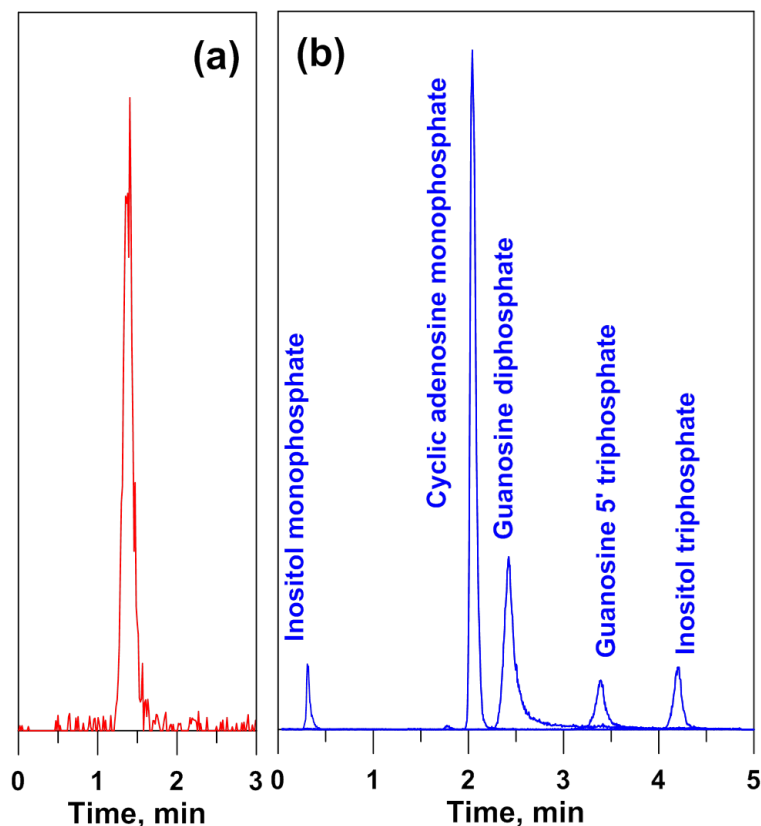 (a)
0 1 2 3
Time, min
(b)
Inositol monophosphate
Cyclic adenosine monophosphate
Guanosine diphosphate
Guanosine 5' triphosphate
Inositol triphosphate
0 1 2 3 4 5
Time, min